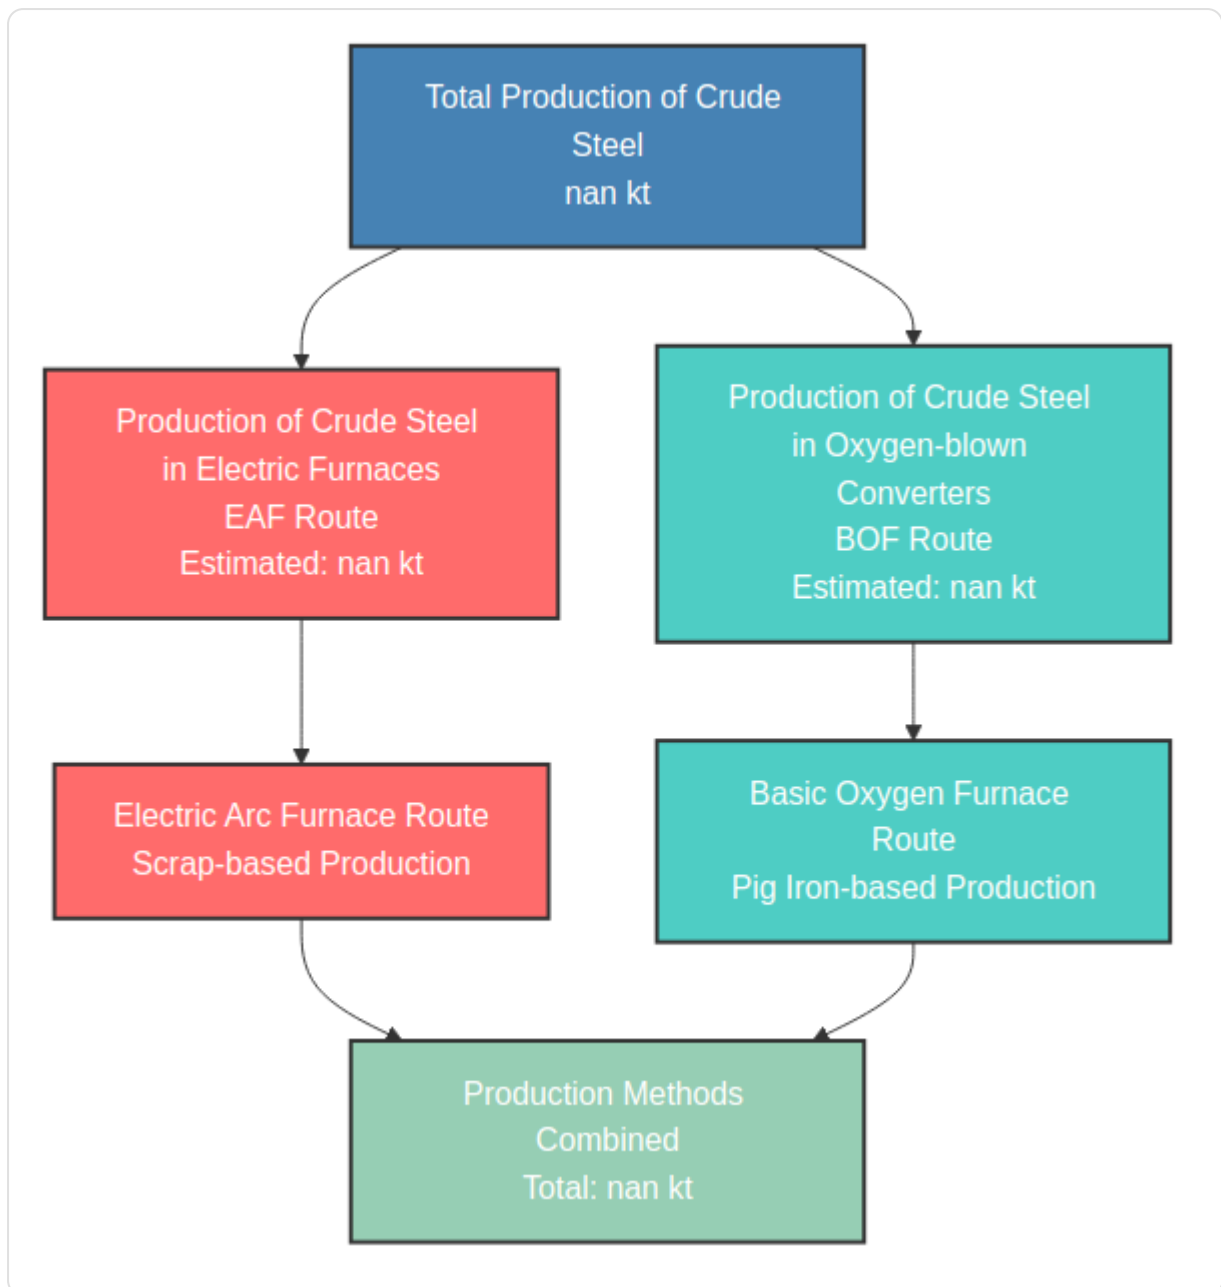 Total Production of Crude
Steel
nan kt
Production of Crude Steel
in Electric Furnaces
EAF Route
Estimated: nan kt
Production of Crude Steel
in Oxygen-blown
Converters
BOF Route
Estimated: nan kt
Electric Arc Furnace Route
Scrap-based Production
Basic Oxygen Furnace
Route
Pig Iron-based Production
Production Methods
Combined
Total: nan kt